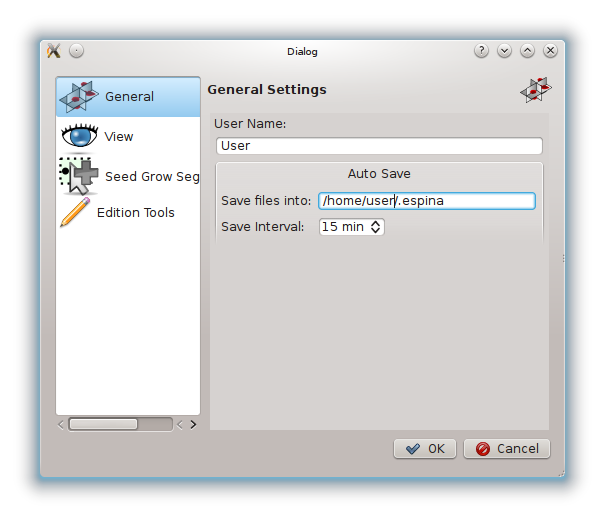 Dialog
General
View
Seed Grow Seg
Edition Tools
General Settings
User Name:
User
Auto Save
Save files into: /home/user/.espina
Save Interval: 15 min
OK Cancel